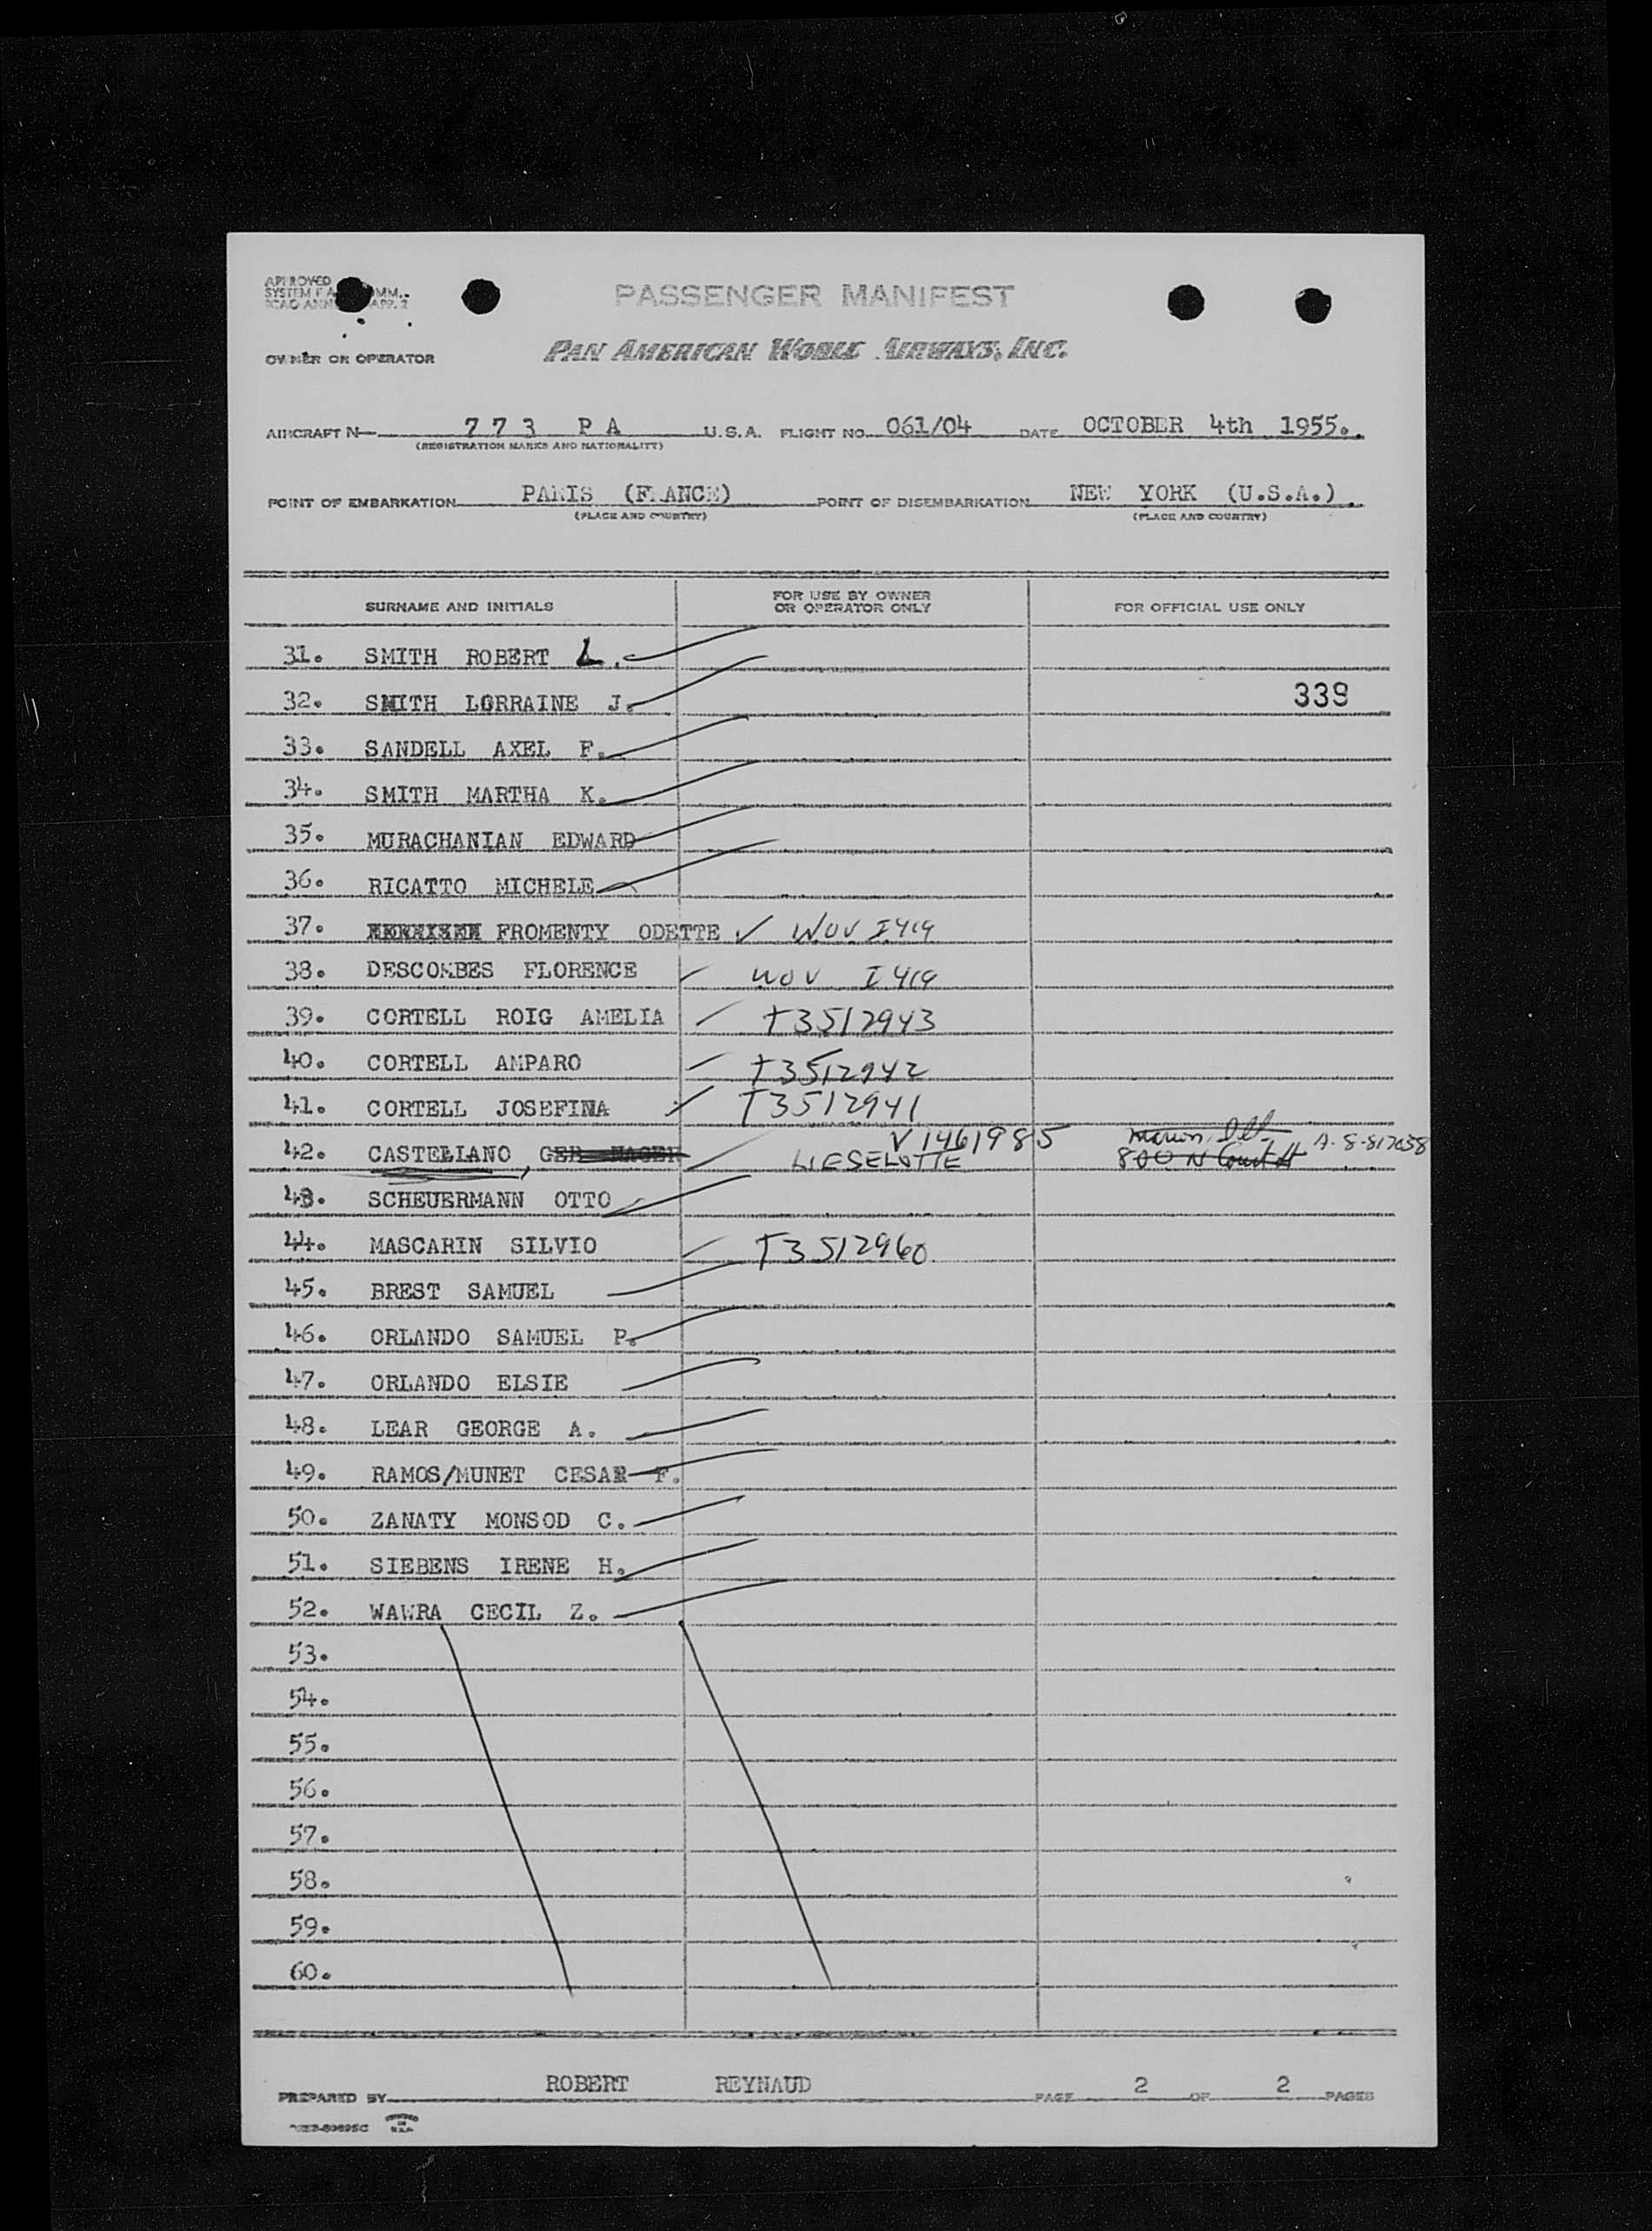 APPROVED
SYSTEM
PASSENGER MANIFEST
OWNER OR OPERATOR PAN AMERICAN WORLD AIRWAYS, INC.
AIRCRAFT N 773 PA U.S.A. FLIGHT NO. 061/04 DATE OCTOBER 4th 1955.
(REGISTRATION MARKS AND NATIONALITY)
POINT OF EMBARKATION PARIS (FRANCE) POINT OF DISEMBARKATION NEW YORK (U.S.A.)
(PLACE AND COUNTRY) (PLACE AND COUNTRY)
SURNAME AND INITIALS FOR USE BY OWNER OR OPERATOR ONLY FOR OFFICIAL USE ONLY
31. SMITH ROBERT L.
32. SMITH LORRAINE J. 339
33. SANDELL AXEL F.
34. SMITH MARTHA K.
35. MURACHANIAN EDWARD
36. RICATTO MICHELE
37. FROMENTY ODETTE ✓ WOV I419
38. DESCOMBES FLORENCE WOV I419
39. CORTELL ROIG AMELIA T3512943
40. CORTELL AMPARO T3512942
41. CORTELL JOSEFINA T3512941
42. CASTELLANO, LIESELOTTE V1461985 800 N Court St
43. SCHEUERMANN OTTO
44. MASCARIN SILVIO T3512960
45. BREST SAMUEL
46. ORLANDO SAMUEL P.
47. ORLANDO ELSIE
48. LEAR GEORGE A.
49. RAMOS/MUNET CESAR F.
50. ZANATY MONSOD C.
51. SIEBENS IRENE H.
52. WAWRA CECIL Z.
53.
54.
55.
56.
57.
58.
59.
60.
PREPARED BY ROBERT REYNAUD PAGE 2 OF 2 PAGES
PRINTED IN U.S.A.